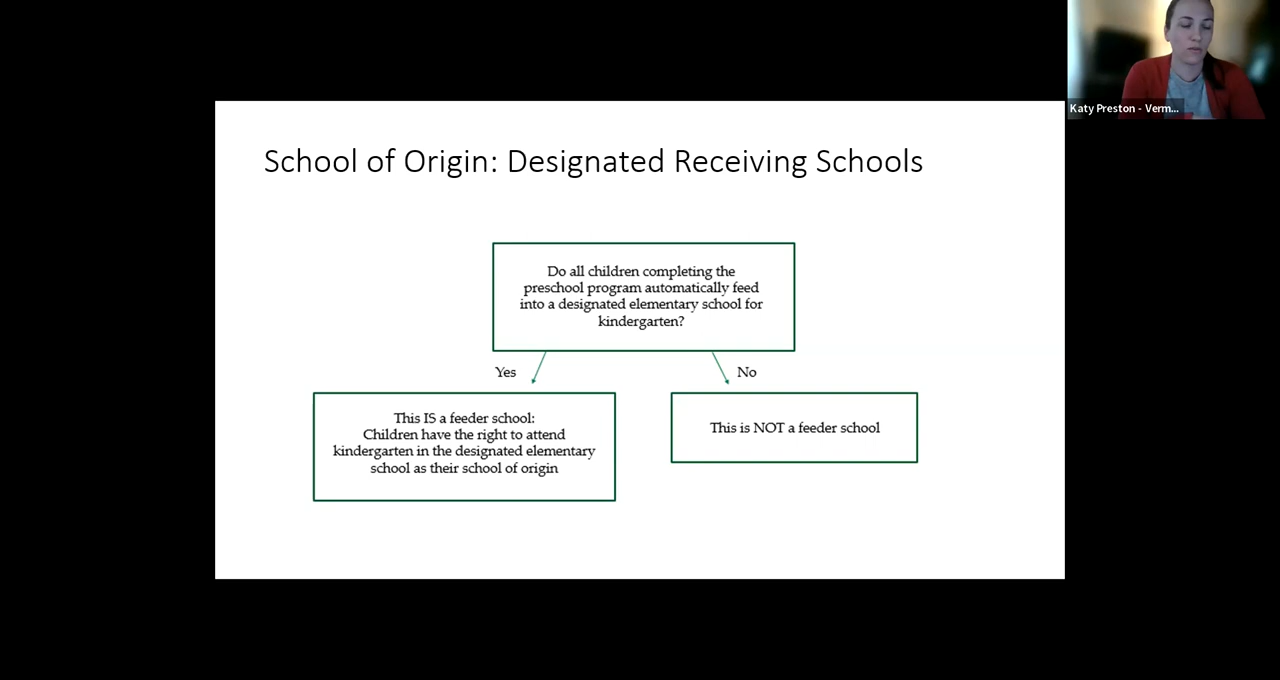 Katy Preston - Verm...
School of Origin: Designated Receiving Schools
Do all children completing the
preschool program automatically feed
into a designated elementary school for
kindergarten?
Yes
No
This IS a feeder school:
Children have the right to attend
kindergarten in the designated elementary
school as their school of origin
This is NOT a feeder school